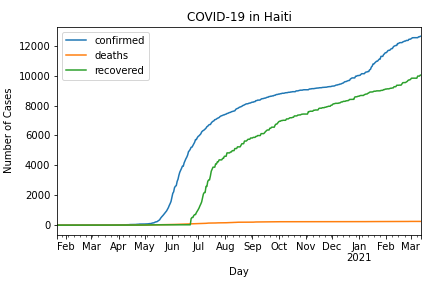 COVID-19 in Haiti
confirmed
deaths
recovered
12000
10000
8000
6000
4000
2000
0
Number of Cases
Feb Mar Apr May Jun Jul Aug Sep Oct Nov Dec Jan Feb Mar
2021
Day